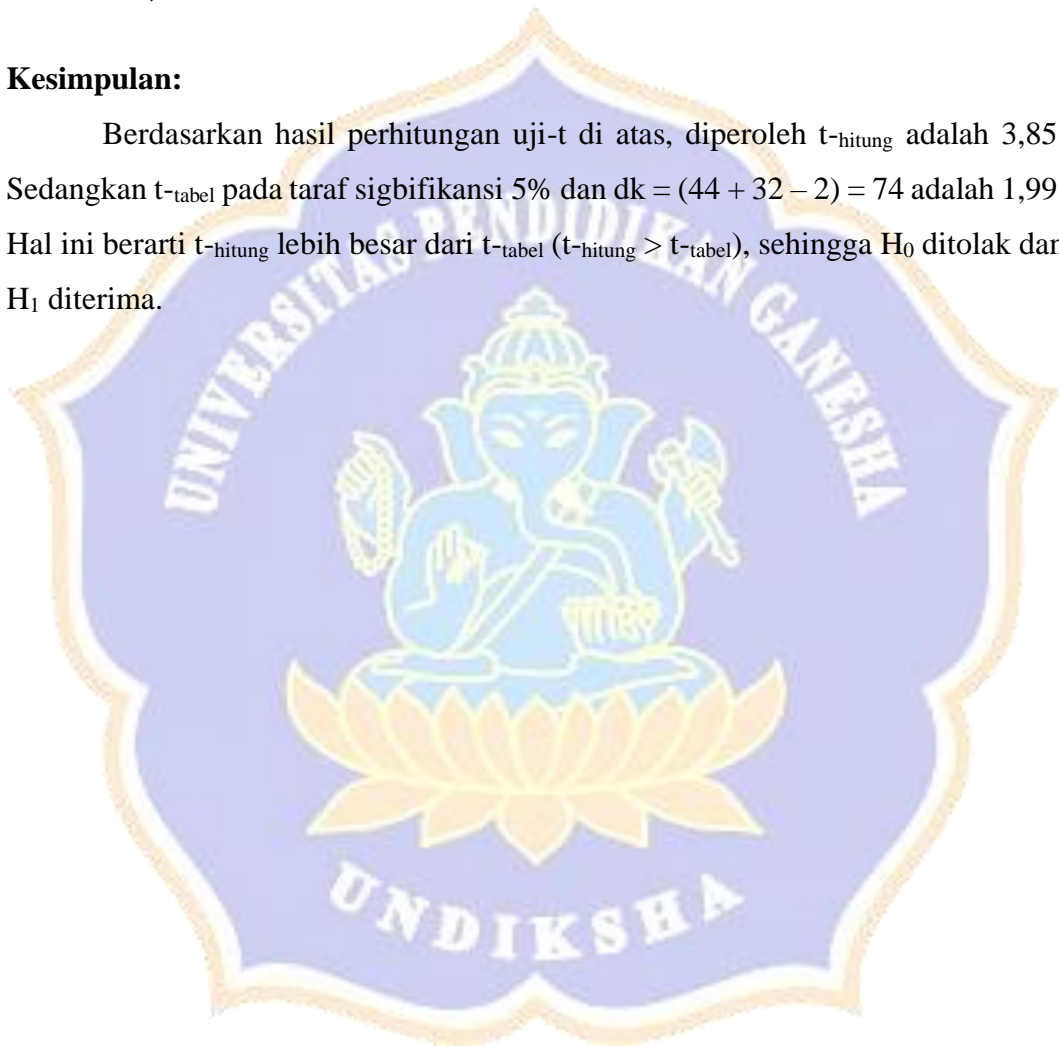 Kesimpulan:
Berdasarkan hasil perhitungan uji-t di atas, diperoleh t-hitung adalah 3,85
Sedangkan t-tabel pada taraf sigbifikansi 5% dan dk = (44 + 32 – 2) = 74 adalah 1,99
Hal ini berarti t-hitung lebih besar dari t-tabel (t-hitung > t-tabel), sehingga H0 ditolak dan
H1 diterima.
UNIVERSITAS PENDIDIKAN GANESHA
UNDIKSHA